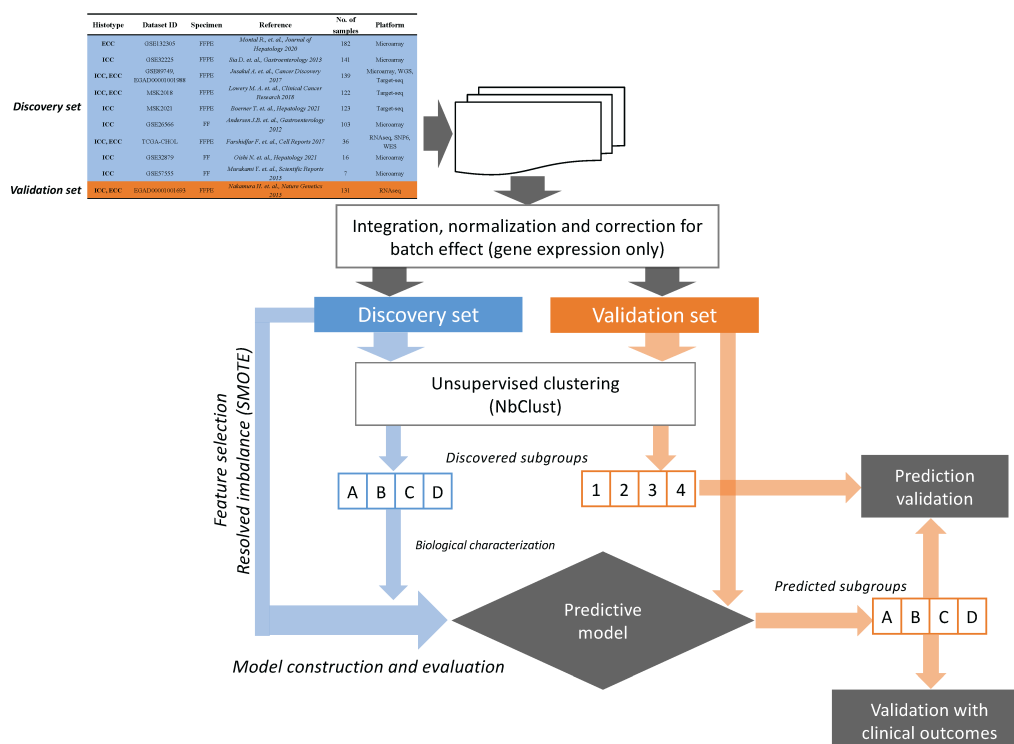 Histotype Dataset ID Specimen Reference No. of samples Platform
ECC GSE132305 FFPE Montal R., et. al., Journal of Hepatology 2020 182 Microarray
ICC GSE32225 FFPE Sia D. et. al., Gastroenterology 2013 141 Microarray
ICC, ECC GSE89749, EGAD00001001988 FFPE Jusakul A. et. al., Cancer Discovery 2017 139 Microarray, WGS, Target-seq
ICC, ECC MSK2018 FFPE Lowery M. A. et. al., Clinical Cancer Research 2018 122 Target-seq
Discovery set
ICC MSK2021 FFPE Boerner T. et. al., Hepatology 2021 123 Target-seq
ICC GSE26566 FF Andersen J.B. et. al., Gastroenterology 2012 103 Microarray
ICC, ECC TCGA-CHOL FFPE Farshidfar F. et. al., Cell Reports 2017 36 RNAseq, SNP6, WES
ICC GSE32879 FF Oishi N. et. al., Hepatology 2021 16 Microarray
ICC GSE57555 FF Murakami Y. et. al., Scientific Reports 2015 7 Microarray
Validation set
ICC, ECC EGAD00001001693 FFPE Nakamura H. et. al., Nature Genetics 2015 131 RNAseq
Integration, normalization and correction for
batch effect (gene expression only)
Discovery set
Validation set
Unsupervised clustering
(NbClust)
Feature selection
Resolved imbalance (SMOTE)
Discovered subgroups
A B C D
1 2 3 4
Prediction
validation
Biological characterization
Predictive
model
Predicted subgroups
A B C D
Model construction and evaluation
Validation with
clinical outcomes